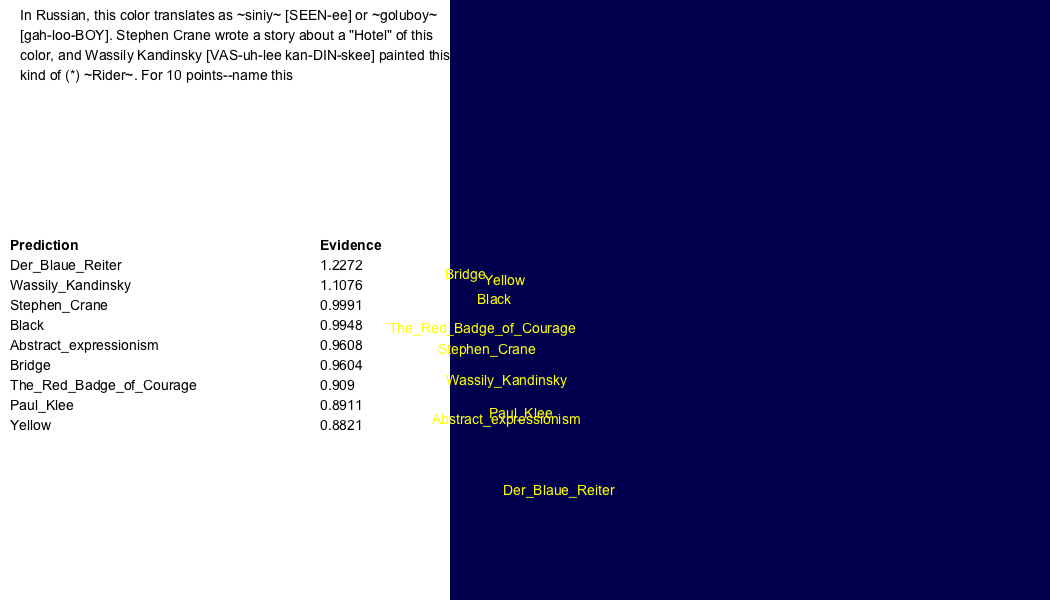 In Russian, this color translates as ~siniy~ [SEEN-ee] or ~goluboy~
[gah-loo-BOY]. Stephen Crane wrote a story about a "Hotel" of this
color, and Wassily Kandinsky [VAS-uh-lee kan-DIN-skee] painted this
kind of (*) ~Rider~. For 10 points--name this
Prediction Evidence
Der_Blaue_Reiter 1.2272
Wassily_Kandinsky 1.1076
Stephen_Crane 0.9991
Black 0.9948
Abstract_expressionism 0.9608
Bridge 0.9604
The_Red_Badge_of_Courage 0.909
Paul_Klee 0.8911
Yellow 0.8821
Bridge
Yellow
Black
The_Red_Badge_of_Courage
Stephen_Crane
Wassily_Kandinsky
Paul_Klee
Abstract_expressionism
Der_Blaue_Reiter